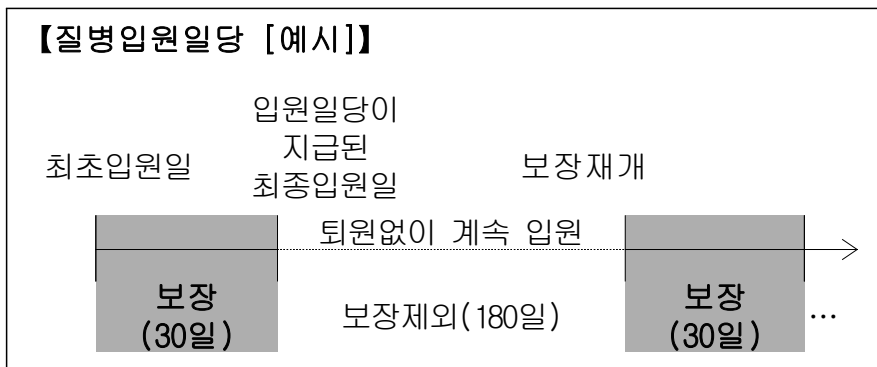 【질병입원일당 [예시]】
입원일당이
지급된
최종입원일
최초입원일
보장재개
퇴원없이 계속 입원
보장
(30일)
보장제외(180일)
보장
(30일)
…